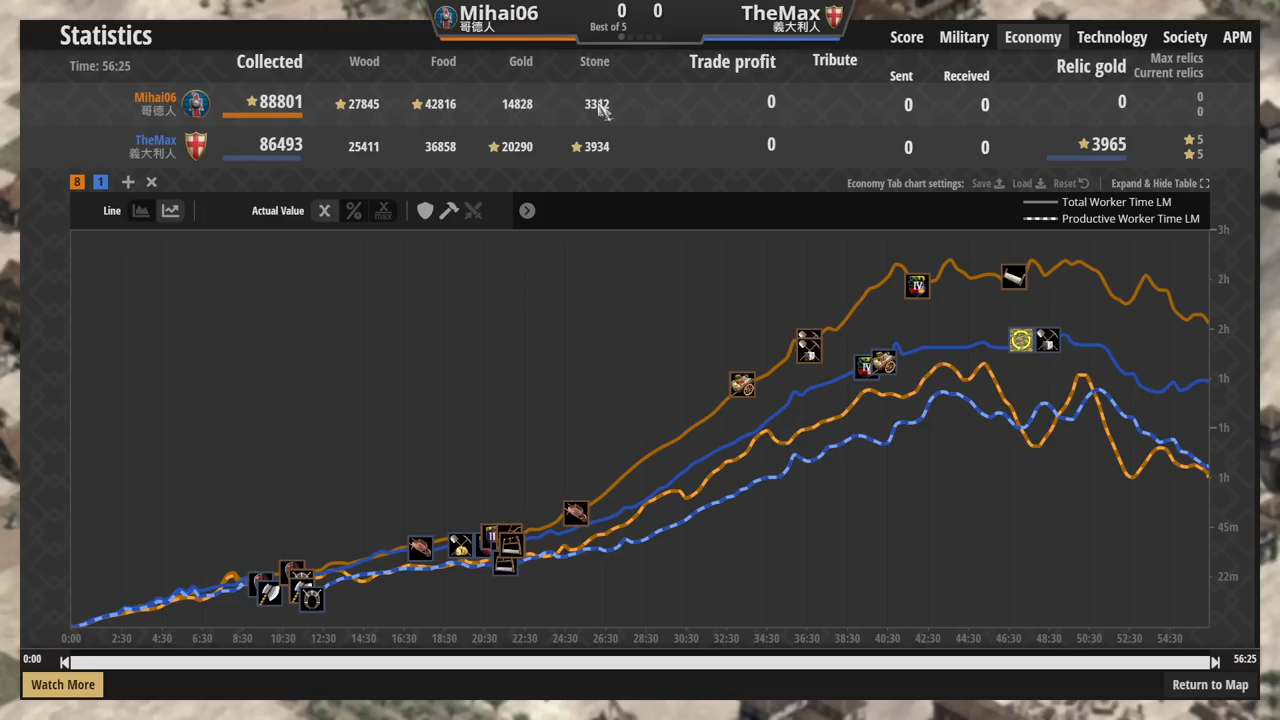 Mihai06
哥德人
0 0
Best of 5
TheMax
義大利人
Statistics
Score Military Economy Technology Society APM
Time: 56:25
Collected Wood Food Gold Stone Trade profit Tribute Sent Received Relic gold Max relics
Current relics
Mihai06 88801 27845 42816 14828 0 0 0 0 0
哥德人 0
TheMax 86493 25411 36858 20290 3934 0 0 0 3965 5
義大利人 5
8 1
Economy Tab chart settings: Save Load Reset Expand & Hide Table
Line Actual Value X % X/max
Total Worker Time LM
Productive Worker Time LM
3h
2h
2h
1h
1h
1h
45m
22m
IV
IV
0:00 2:30 4:30 6:30 8:30 10:30 12:30 14:30 16:30 18:30 20:30 22:30 24:30 26:30 28:30 30:30 32:30 34:30 36:30 38:30 40:30 42:30 44:30 46:30 48:30 50:30 52:30 54:30
0:00 56:25
Watch More Return to Map